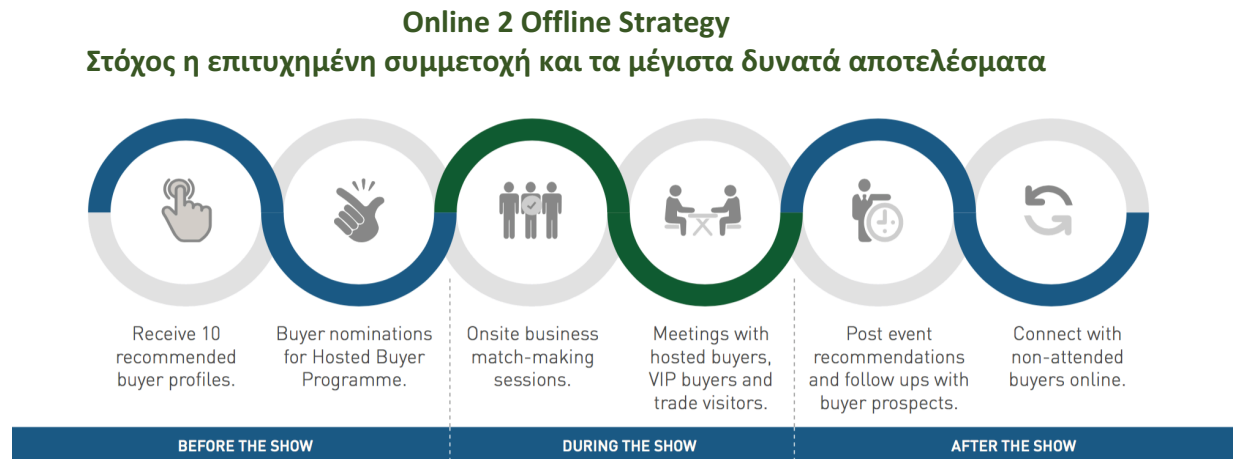 Online 2 Offline Strategy
Στόχος η επιτυχημένη συμμετοχή και τα μέγιστα δυνατά αποτελέσματα
Receive 10
recommended
buyer profiles.
Buyer nominations
for Hosted Buyer
Programme.
Onsite business
match-making
sessions.
Meetings with
hosted buyers,
VIP buyers and
trade visitors.
Post event
recommendations
and follow ups with
buyer prospects.
Connect with
non-attended
buyers online.
BEFORE THE SHOW
DURING THE SHOW
AFTER THE SHOW